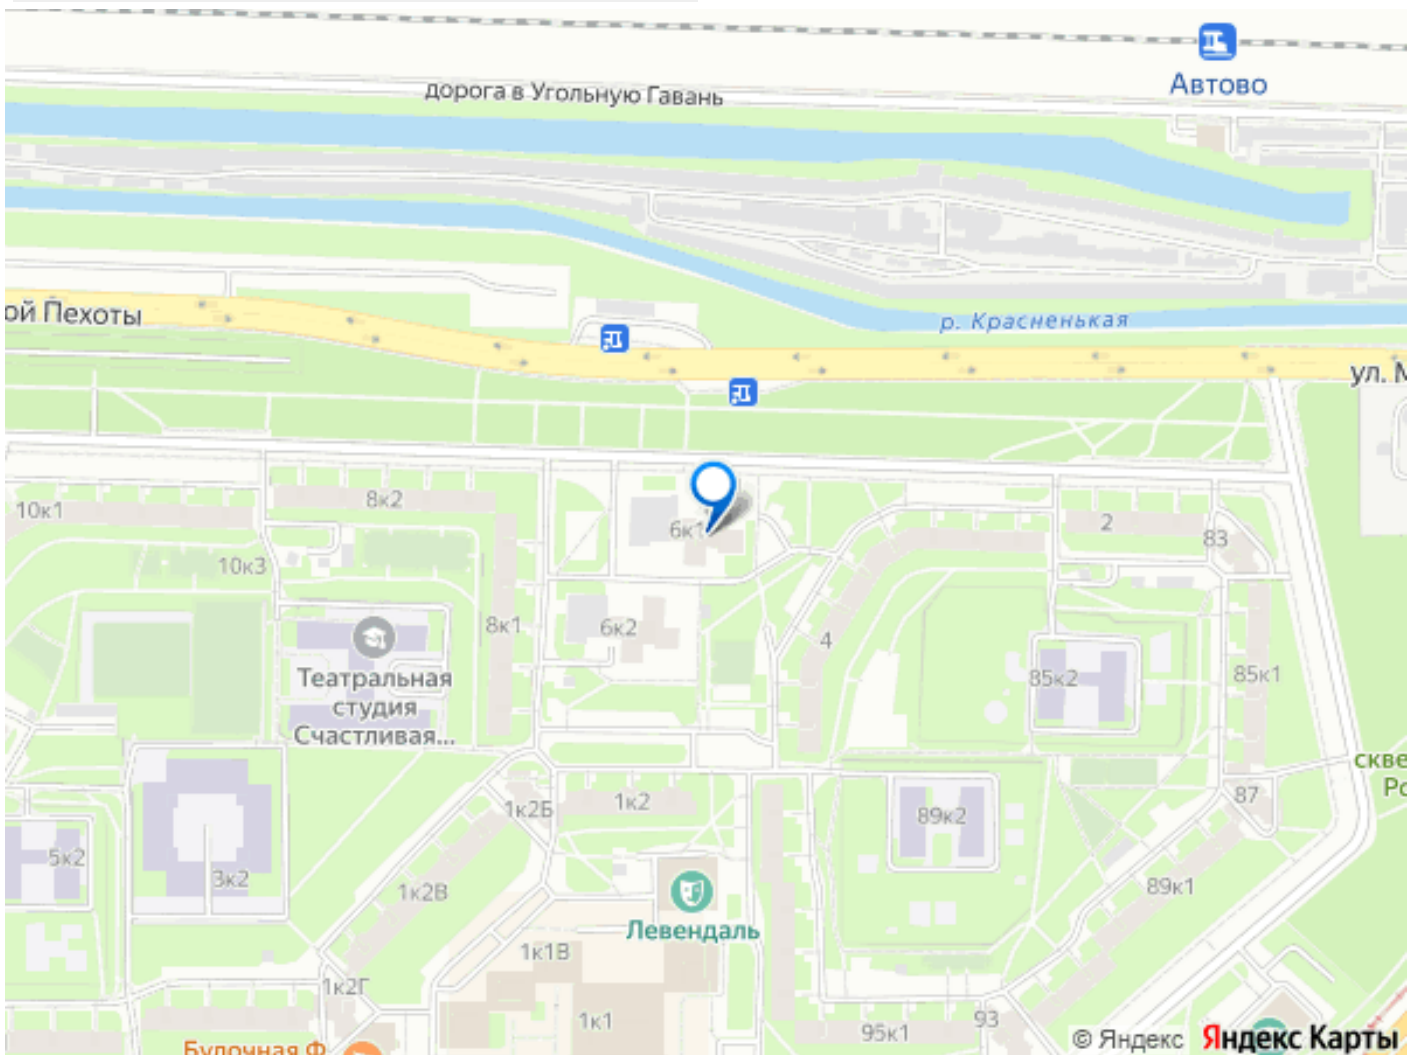 Автово
дорога в Угольную Гавань
ой Пехоты
р. Красненькая
ул. М
10к1
8к2
6к1
2
83
10к3
8к1
6к2
4
85к2
85к1
Театральная
студия
Счастливая...
скве
Ро
87
1к2Б
1к2
89к2
5к2
3к2
1к2В
89к1
Левендаль
1к1В
1к2Г
1к1
95к1
93
Булочная Ф
© Яндекс Яндекс Карты